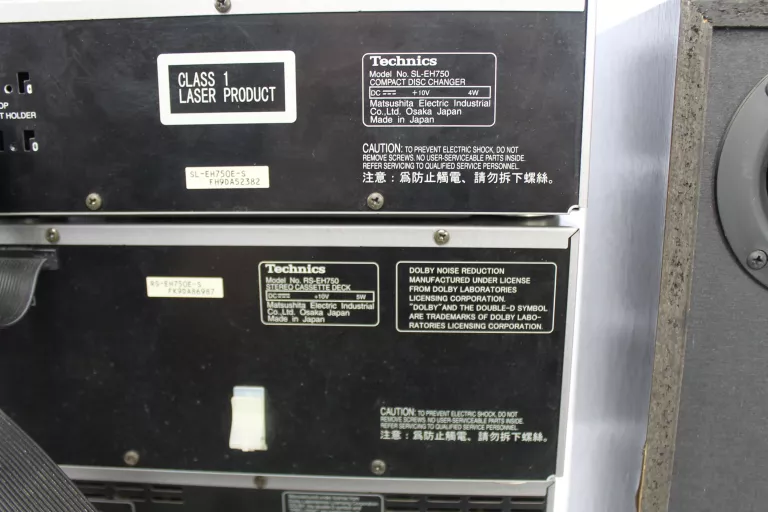 OP
T HOLDER
CLASS 1
LASER PRODUCT
Technics
Model No. SL-EH750
COMPACT DISC CHANGER
DC +10V 4W
Matsushita Electric Industrial
Co.,Ltd. Osaka Japan
Made in Japan
CAUTION: TO PREVENT ELECTRIC SHOCK, DO NOT
REMOVE SCREWS. NO USER-SERVICEABLE PARTS INSIDE.
REFER SERVICING TO QUALIFIED SERVICE PERSONNEL.
注意：爲防止觸電、請勿拆下螺絲。
SL-EH750E-S
FH9DA52382
RS-EH750E-S
FK9DA86987
Technics
Model No. RS-EH750
STEREO CASSETTE DECK
DC +10V 5W
Matsushita Electric Industrial
Co.,Ltd. Osaka Japan
Made in Japan
DOLBY NOISE REDUCTION
MANUFACTURED UNDER LICENSE
FROM DOLBY LABORATORIES
LICENSING CORPORATION.
"DOLBY" AND THE DOUBLE-D SYMBOL
ARE TRADEMARKS OF DOLBY LABO-
RATORIES LICENSING CORPORATION.
CAUTION: TO PREVENT ELECTRIC SHOCK, DO NOT
REMOVE SCREWS. NO USER-SERVICEABLE PARTS INSIDE.
REFER SERVICING TO QUALIFIED SERVICE PERSONNEL.
注意：爲防止觸電、請勿拆下螺絲。